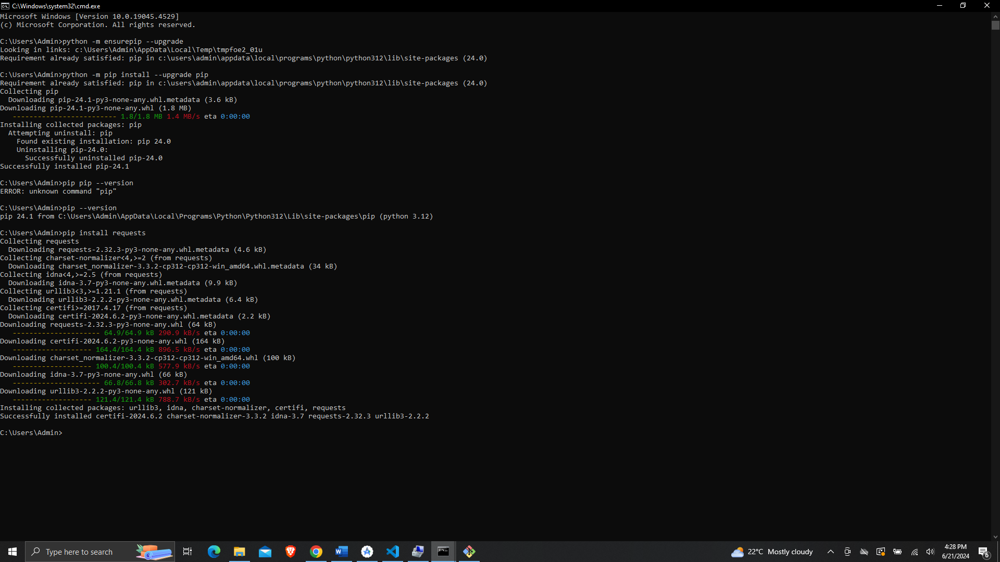 C:\Windows\system32\cmd.exe
Microsoft Windows [Version 10.0.19045.4529]
(c) Microsoft Corporation. All rights reserved.
C:\Users\Admin>python -m ensurepip --upgrade
Looking in links: c:\Users\Admin\AppData\Local\Temp\tmpfoe2_01u
Requirement already satisfied: pip in c:\users\admin\appdata\local\programs\python\python312\lib\site-packages (24.0)
C:\Users\Admin>python -m pip install --upgrade pip
Requirement already satisfied: pip in c:\users\admin\appdata\local\programs\python\python312\lib\site-packages (24.0)
Collecting pip
  Downloading pip-24.1-py3-none-any.whl.metadata (3.6 kB)
Downloading pip-24.1-py3-none-any.whl (1.8 MB)
   ------------------------- 1.8/1.8 MB 1.4 MB/s eta 0:00:00
Installing collected packages: pip
  Attempting uninstall: pip
    Found existing installation: pip 24.0
    Uninstalling pip-24.0:
      Successfully uninstalled pip-24.0
Successfully installed pip-24.1
C:\Users\Admin>pip pip --version
ERROR: unknown command "pip"
C:\Users\Admin>pip --version
pip 24.1 from C:\Users\Admin\AppData\Local\Programs\Python\Python312\Lib\site-packages\pip (python 3.12)
C:\Users\Admin>pip install requests
Collecting requests
  Downloading requests-2.32.3-py3-none-any.whl.metadata (4.6 kB)
Collecting charset-normalizer<4,>=2 (from requests)
  Downloading charset_normalizer-3.3.2-cp312-cp312-win_amd64.whl.metadata (34 kB)
Collecting idna<4,>=2.5 (from requests)
  Downloading idna-3.7-py3-none-any.whl.metadata (9.9 kB)
Collecting urllib3<3,>=1.21.1 (from requests)
  Downloading urllib3-2.2.2-py3-none-any.whl.metadata (6.4 kB)
Collecting certifi>=2017.4.17 (from requests)
  Downloading certifi-2024.6.2-py3-none-any.whl.metadata (2.2 kB)
Downloading requests-2.32.3-py3-none-any.whl (64 kB)
   --------------------- 64.9/64.9 kB 290.9 kB/s eta 0:00:00
Downloading certifi-2024.6.2-py3-none-any.whl (164 kB)
   ------------------- 164.4/164.4 kB 896.5 kB/s eta 0:00:00
Downloading charset_normalizer-3.3.2-cp312-cp312-win_amd64.whl (100 kB)
   ------------------- 100.4/100.4 kB 577.9 kB/s eta 0:00:00
Downloading idna-3.7-py3-none-any.whl (66 kB)
   --------------------- 66.8/66.8 kB 302.7 kB/s eta 0:00:00
Downloading urllib3-2.2.2-py3-none-any.whl (121 kB)
   ------------------- 121.4/121.4 kB 788.7 kB/s eta 0:00:00
Installing collected packages: urllib3, idna, charset-normalizer, certifi, requests
Successfully installed certifi-2024.6.2 charset-normalizer-3.3.2 idna-3.7 requests-2.32.3 urllib3-2.2.2
C:\Users\Admin>
Type here to search
22°C Mostly cloudy
4:28 PM
6/21/2024
6